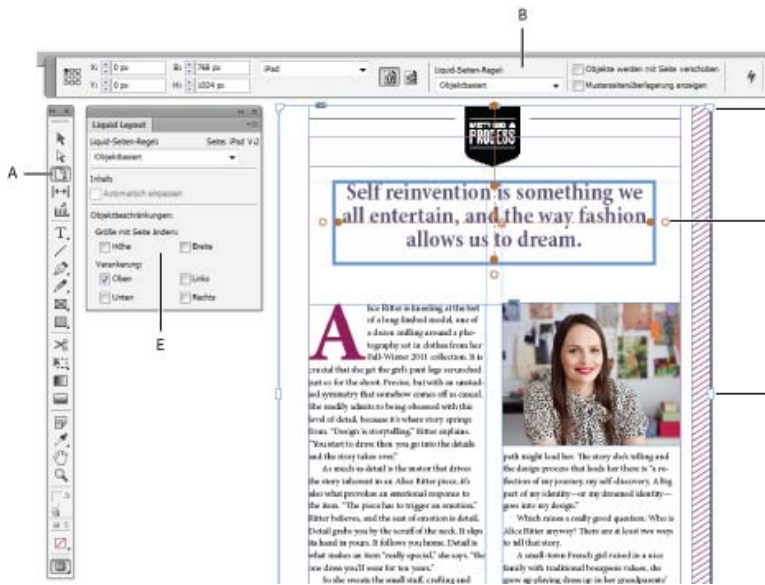 B
X: 0 px B: 768 px iPad Liquid-Seiten-Regel: Objekte werden mit Seite verschoben
Y: 0 px H: 1024 px Objektbasiert Musterseitenüberlagerung anzeigen
A
Liquid Layout
Liquid-Seiten-Regel: Seite: iPad V:2
Objektbasiert
Inhalt:
Automatisch einpassen
Objektbeschränkungen:
Größe mit Seite ändern:
Höhe Breite
Verankerung:
Oben Links
Unten Rechts
E
METHOD &
PROCESS
Self reinvention is something we
all entertain, and the way fashion
allows us to dream.
Alice Ritter is kneeling at the feet
of a long-limbed model, one of
a dozen milling around a pho-
tography set in clothes from her
Fall-Winter 2011 collection. It is
crucial that she get the girl's pant legs scrunched
just so for the shoot. Precise, but with an unstud-
ied symmetry that somehow comes off as casual.
She readily admits to being obsessed with this
level of detail, because it's where story springs
from. "Design is storytelling," Ritter explains.
"You start to draw, then you go into the details
and the story takes over."
As much as detail is the motor that drives
the story inherent in an Alice Ritter piece, it's
also what provokes an emotional response to
the item. "The piece has to trigger an emotion,"
Ritter believes, and the seat of emotion is detail.
Detail grabs you by the scruff of the neck. It slips
its hand in yours. It follows you home. Detail is
what makes an item "really special," she says, "the
one dress you'll wear for ten years."
So she sweats the small stuff, crafting and
path might lead her. The story she's telling and
the design process that leads her there is "a re-
flection of my journey, my self-discovery. A big
part of my identity—or my dreamed identity—
goes into my design."
Which raises a really good question: Who is
Alice Ritter anyway? There are at least two ways
to tell that story.
A small-town French girl raised in a nice
family with traditional bourgeois values, she
grew up playing dress up in her grandparents'